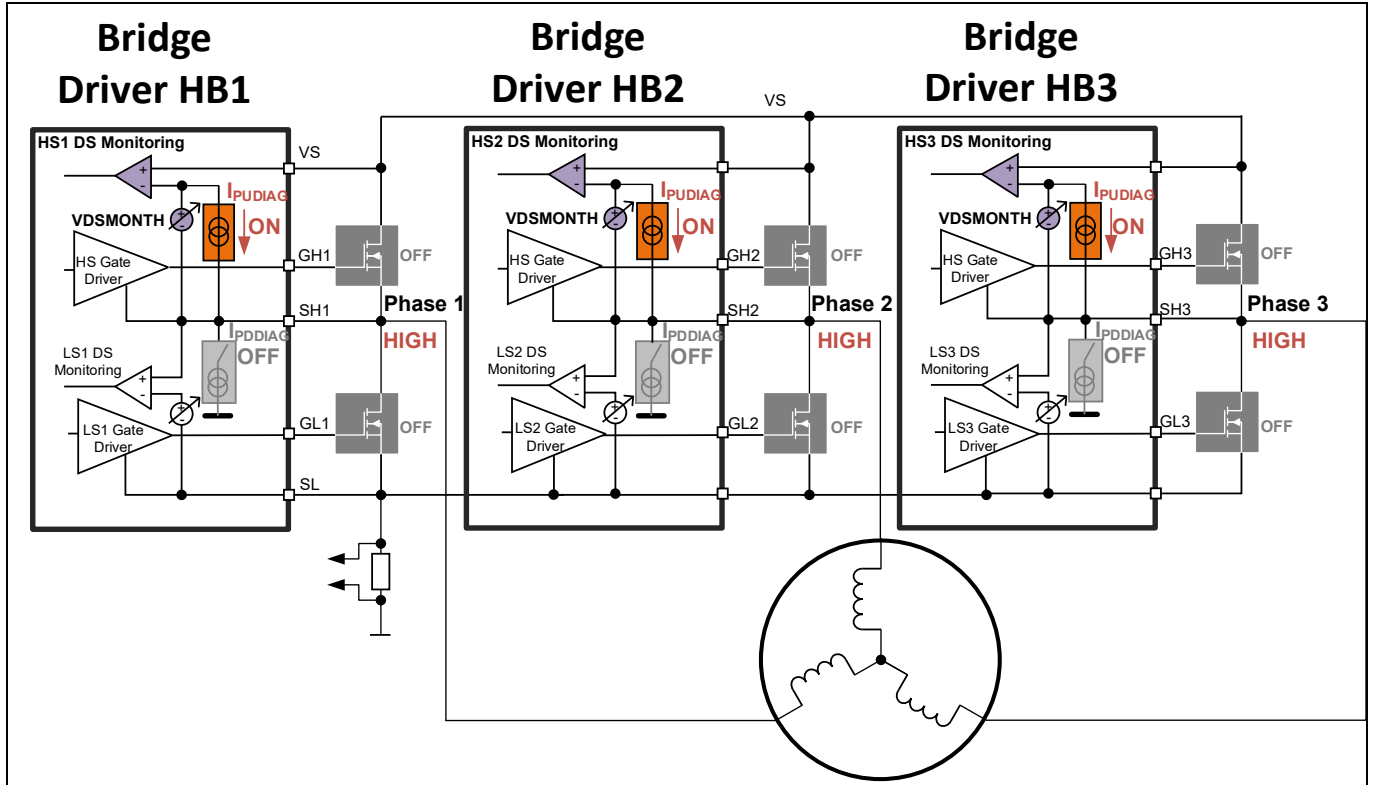 Bridge
Driver HB1
Bridge
Driver HB2
Bridge
Driver HB3
VS
HS1 DS Monitoring
VS
+
-
IPUDIAG
ON
VDSMONTH
+
-
HS Gate
Driver
GH1
OFF
SH1
Phase 1
HIGH
IPDDIAG
OFF
LS1 DS
Monitoring
+
-
+
-
LS1 Gate
Driver
GL1
OFF
SL
HS2 DS Monitoring
+
-
IPUDIAG
ON
VDSMONTH
+
-
HS Gate
Driver
GH2
OFF
SH2
Phase 2
HIGH
IPDDIAG
OFF
LS2 DS
Monitoring
+
-
+
-
LS2 Gate
Driver
GL2
OFF
HS3 DS Monitoring
+
-
IPUDIAG
ON
VDSMONTH
+
-
HS Gate
Driver
GH3
OFF
SH3
Phase 3
HIGH
IPDDIAG
OFF
LS3 DS
Monitoring
+
-
+
-
LS3 Gate
Driver
GL3
OFF